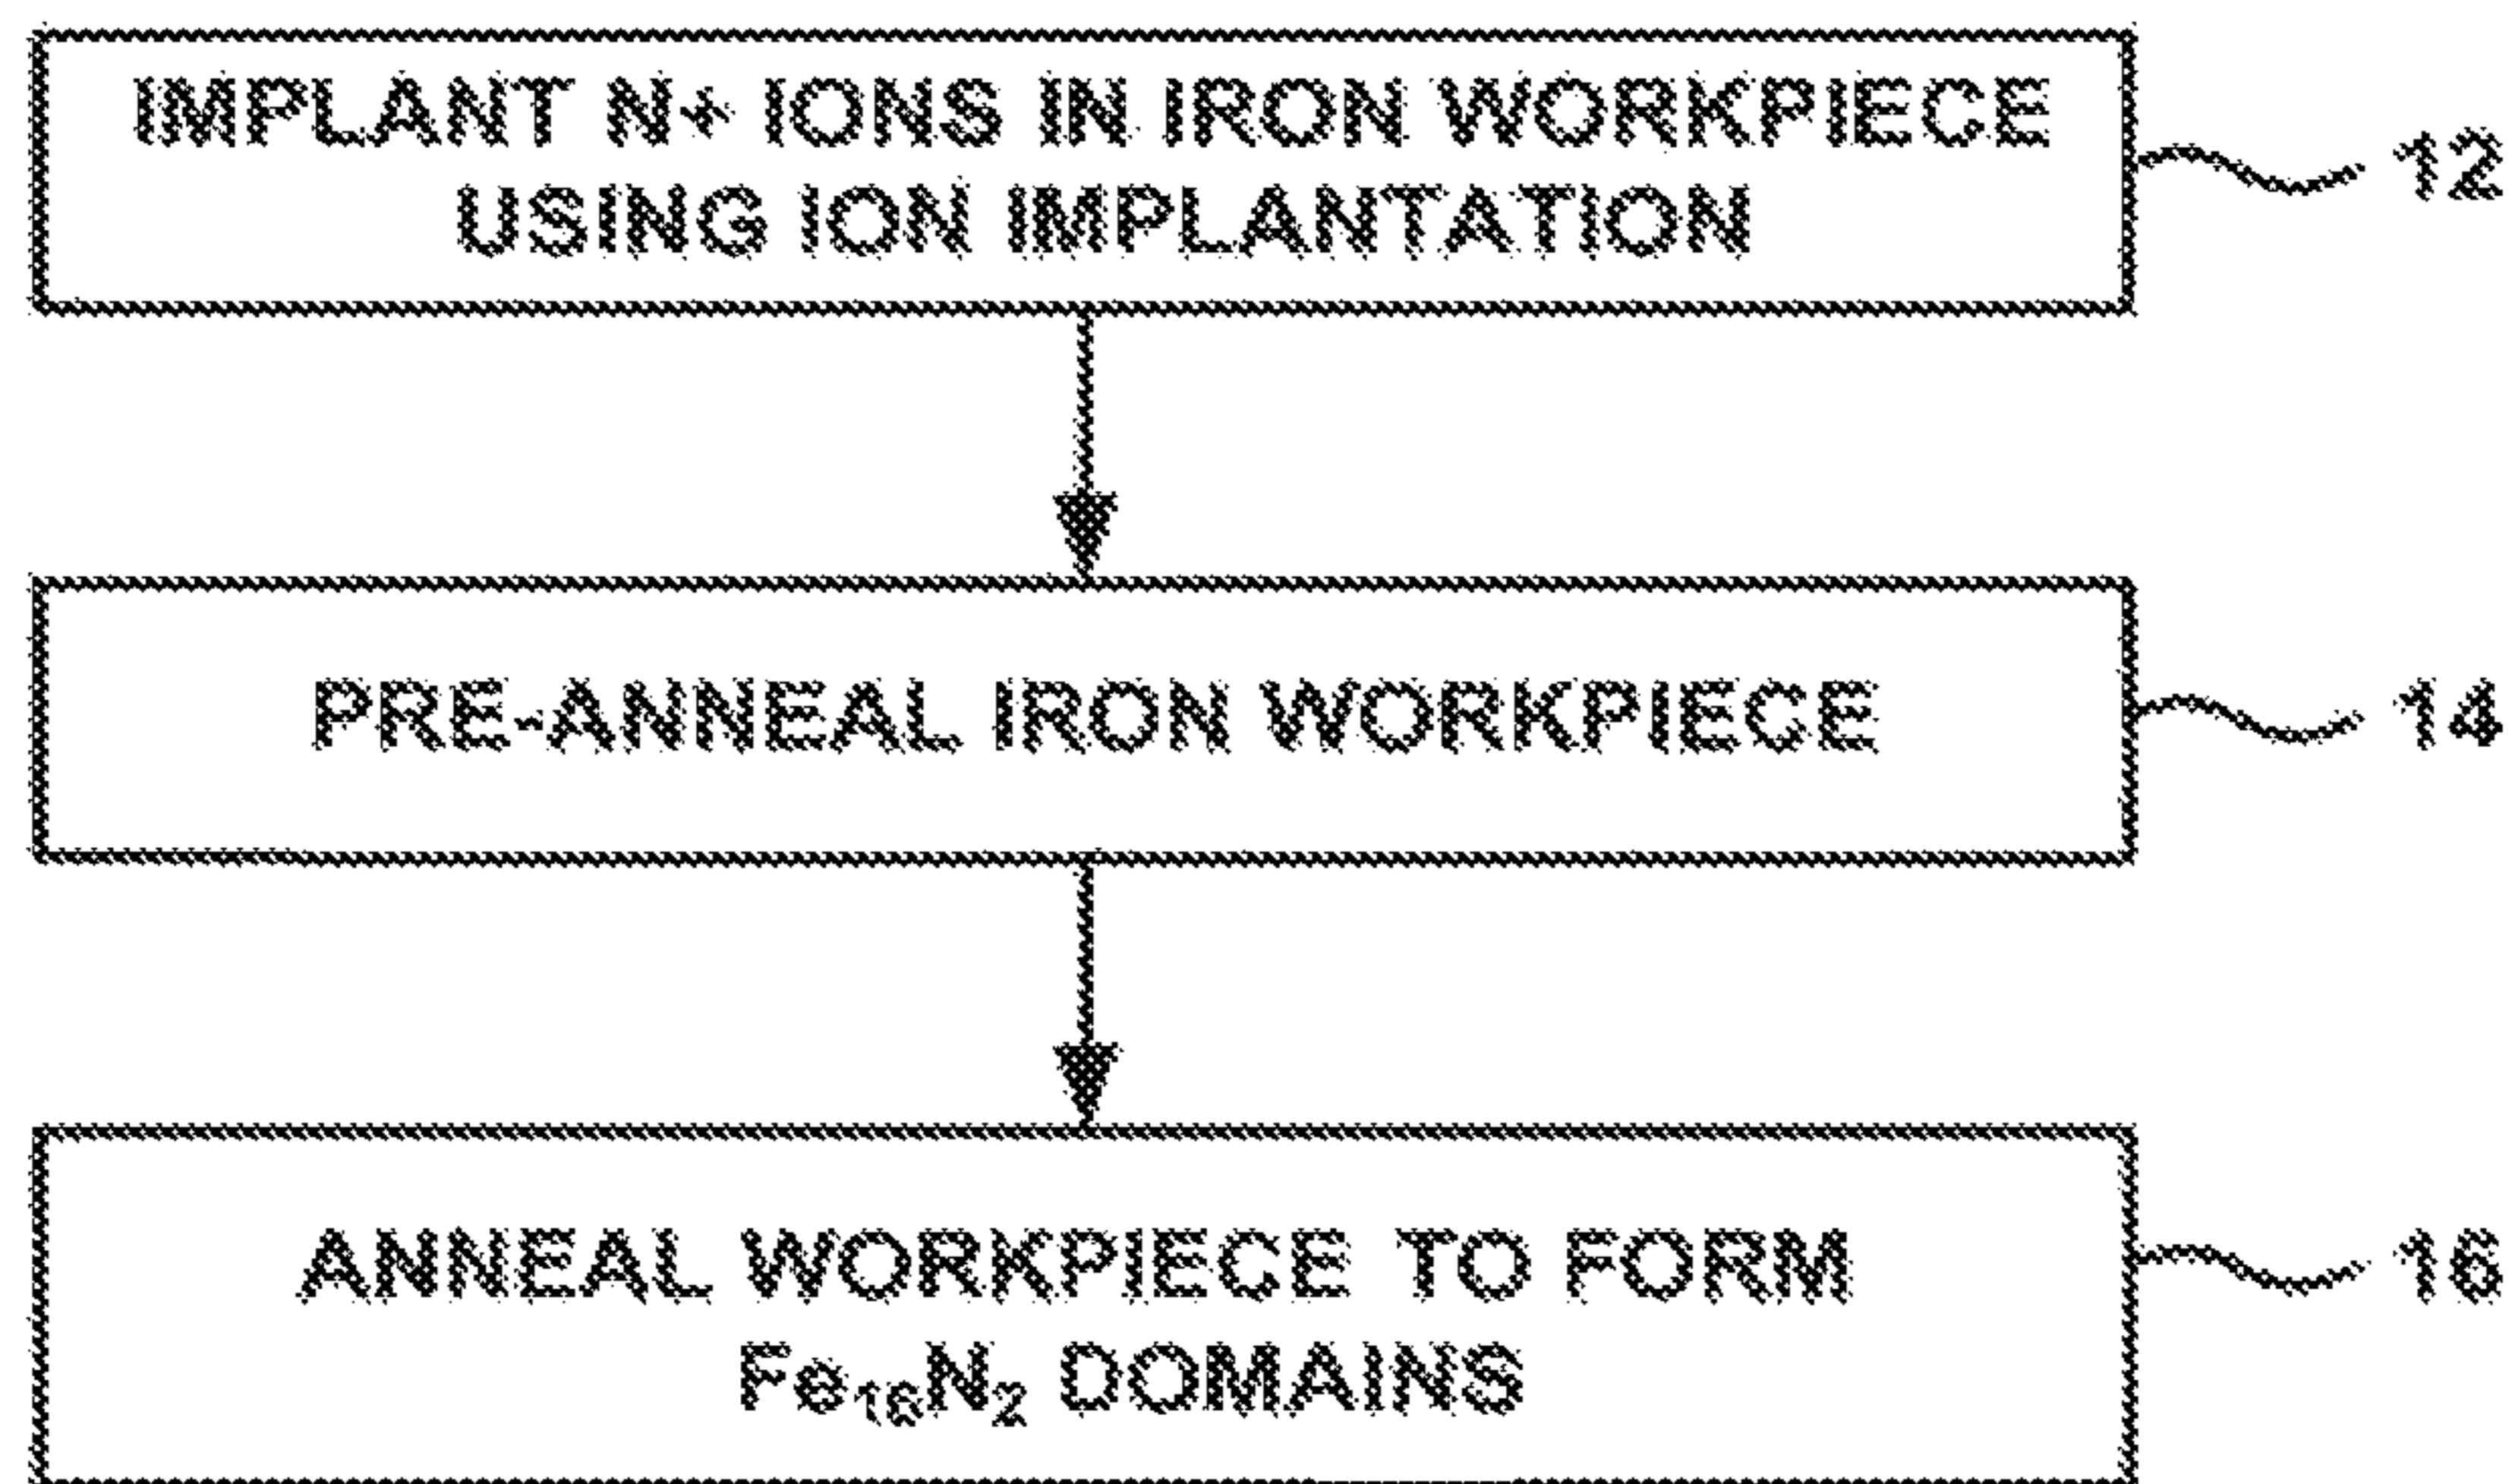 IMPLANT N+ IONS IN IRON WORKPIECE
USING ION IMPLANTATION
12
PRE-ANNEAL IRON WORKPIECE
14
ANNEAL WORKPIECE TO FORM
Fe₁₆N₂ DOMAINS
16